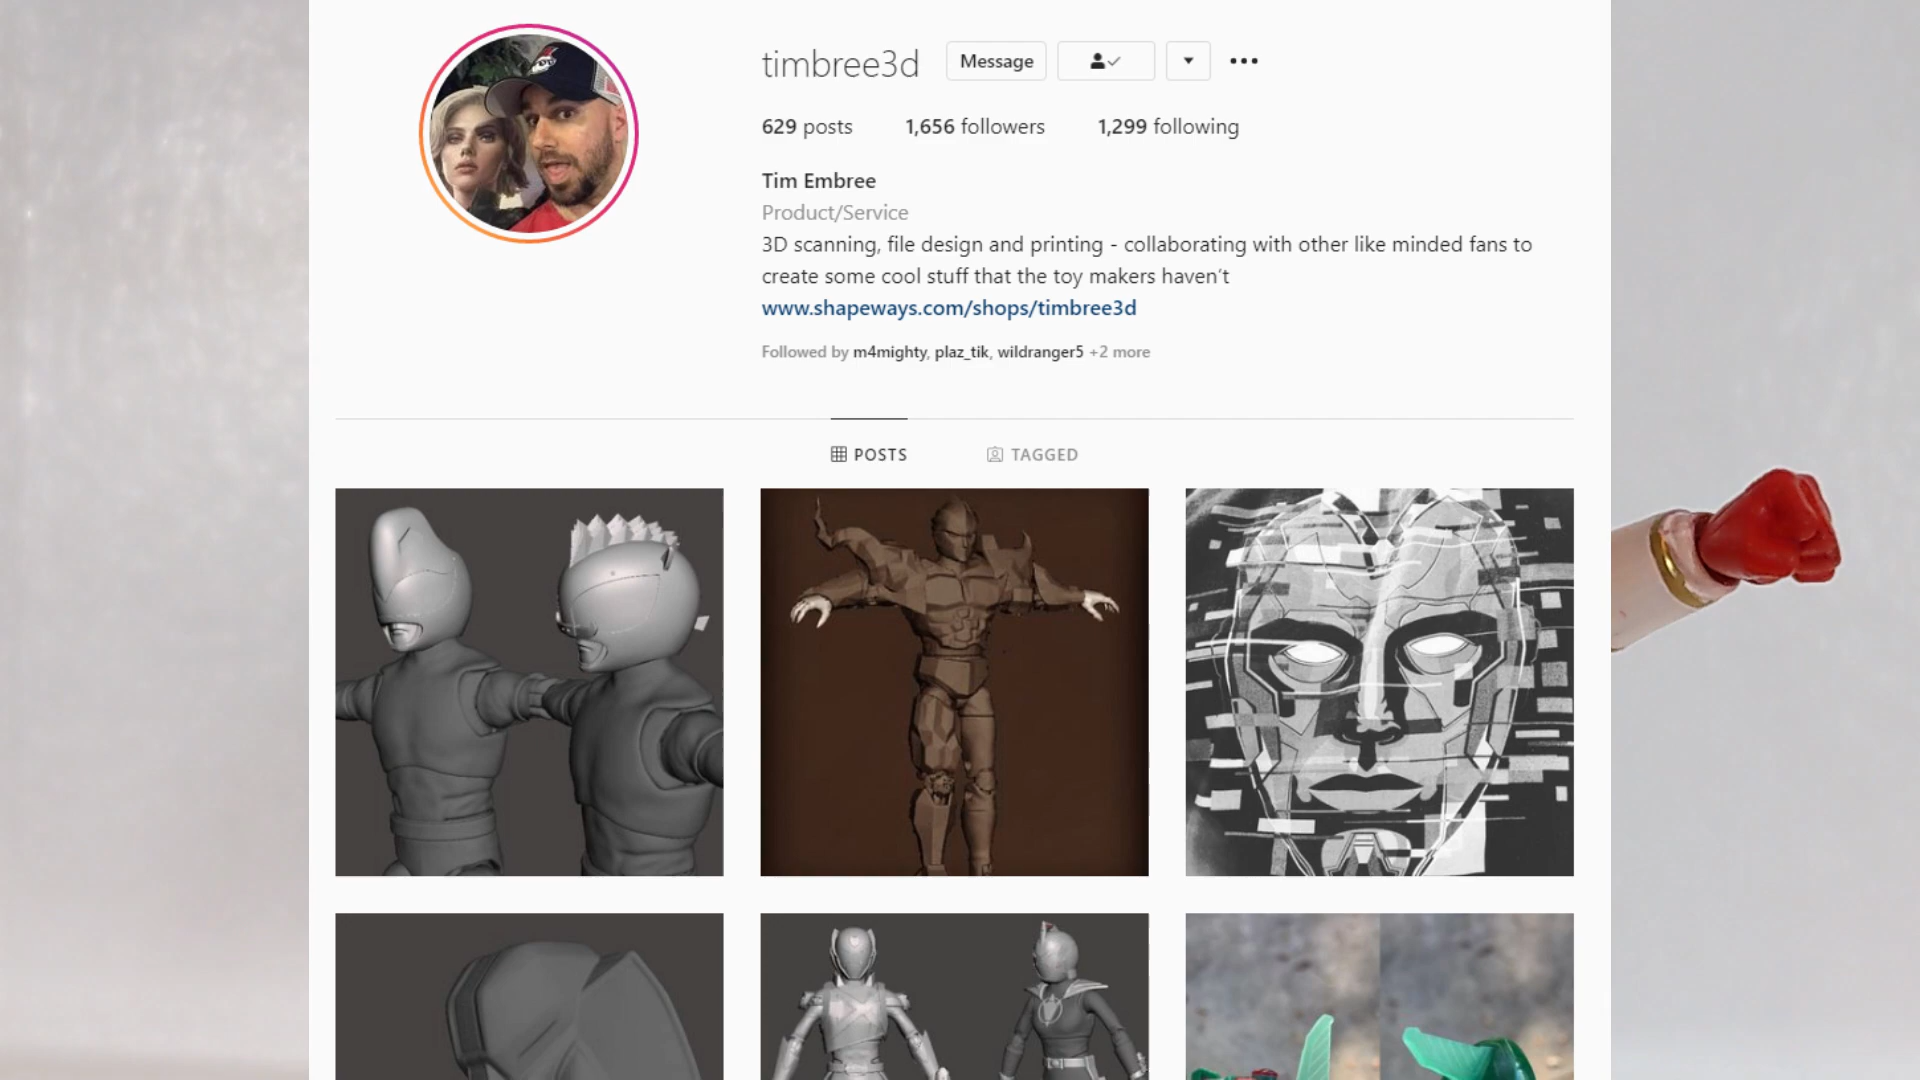 timbree3d Message
629 posts 1,656 followers 1,299 following
Tim Embree
Product/Service
3D scanning, file design and printing - collaborating with other like minded fans to
create some cool stuff that the toy makers haven't
www.shapeways.com/shops/timbree3d
Followed by m4mighty, plaz_tik, wildranger5 +2 more
POSTS TAGGED